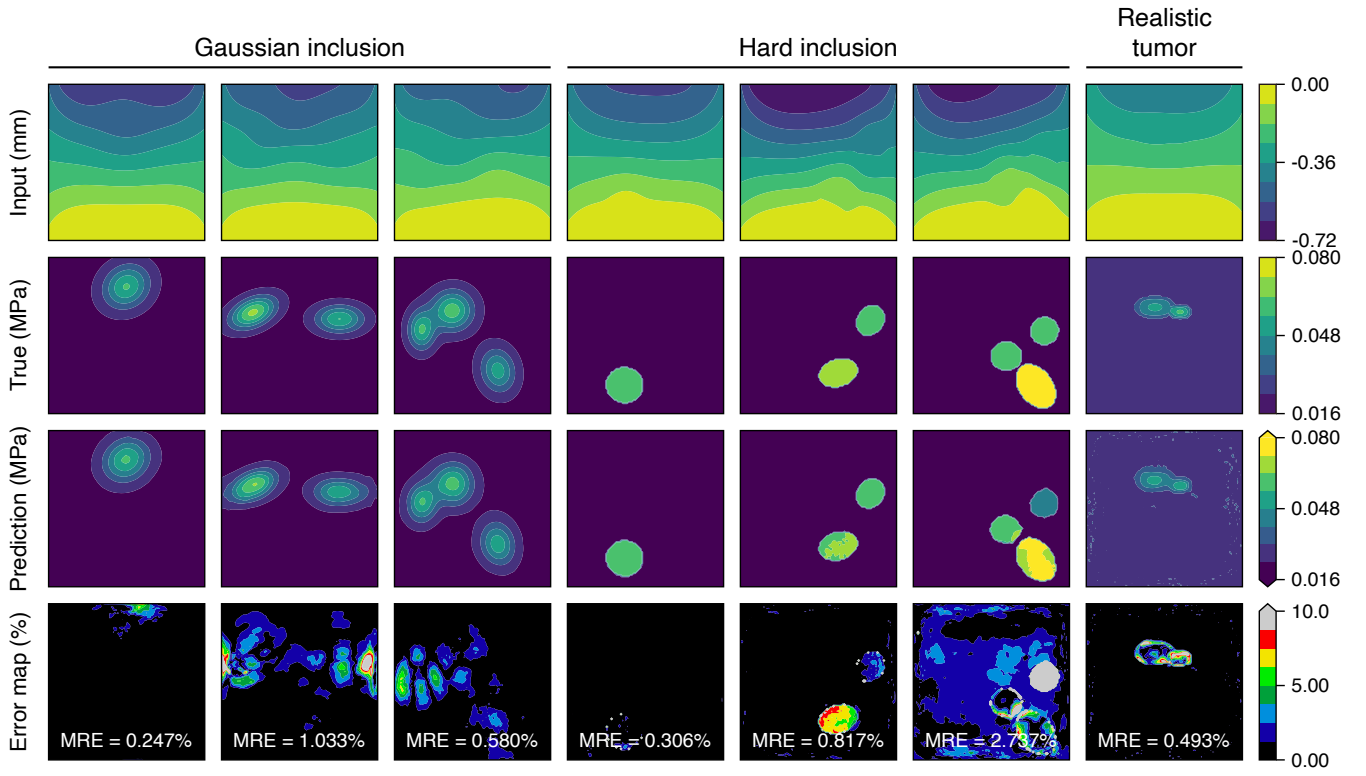 Gaussian inclusion
Hard inclusion
Realistic
tumor
Input (mm)
0.00
-0.36
-0.72
True (MPa)
0.080
0.048
0.016
Prediction (MPa)
0.080
0.048
0.016
Error map (%)
MRE = 0.247%
MRE = 1.033%
MRE = 0.580%
MRE = 0.306%
MRE = 0.817%
MRE = 2.737%
MRE = 0.493%
10.0
5.00
0.00